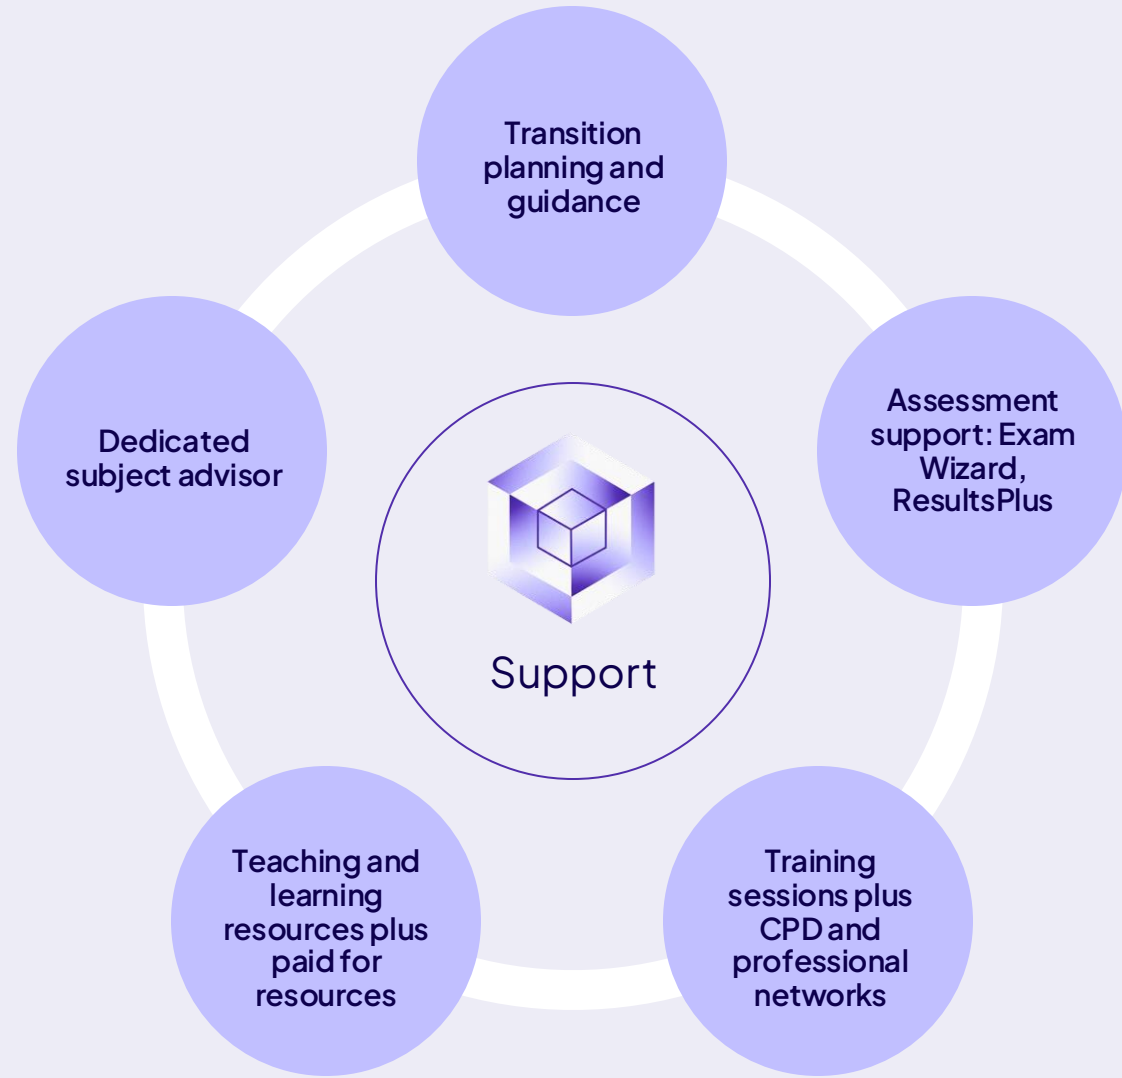 Transition
planning and
guidance
Assessment
support: Exam
Wizard,
ResultsPlus
Dedicated
subject advisor
Support
Teaching and
learning
resources plus
paid for
resources
Training
sessions plus
CPD and
professional
networks